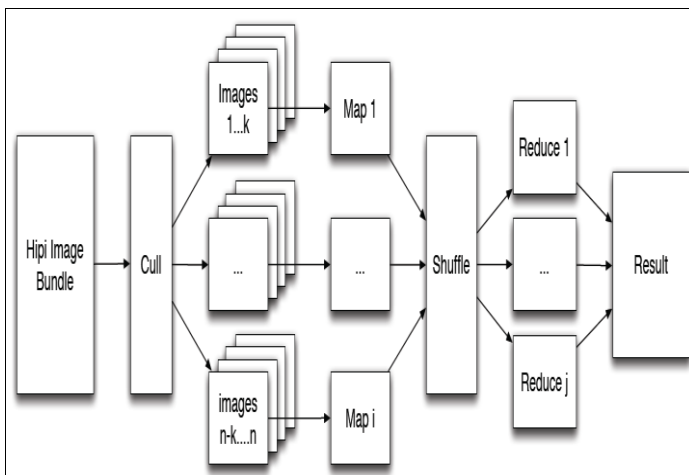 Hipi Image
Bundle
Cull
Images
1...k
...
images
n-k....n
Map 1
...
Map i
Shuffle
Reduce 1
...
Reduce j
Result